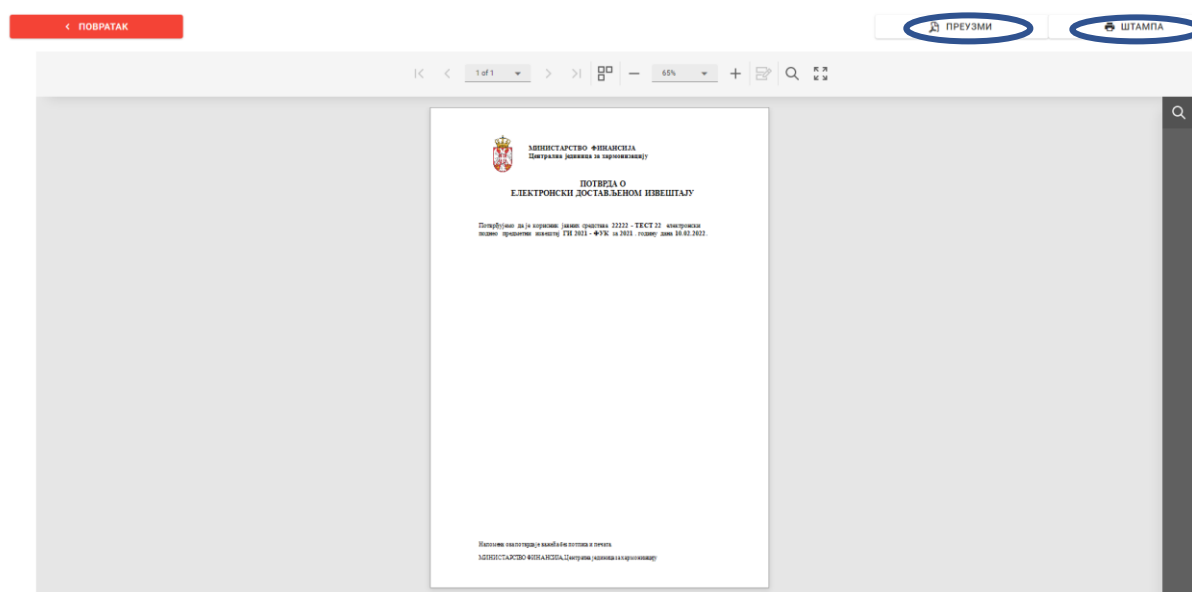 ПОВРАТАК
ПРЕУЗМИ
ШТАМПА
1 of 1
65%
МИНИСТАРСТВО ФИНАНСИЈА
Централна јединица за хармонизацију
ПОТВРДА О
ЕЛЕКТРОНСКИ ДОСТАВЉЕНОМ ИЗВЕШТАЈУ
Потврђујемо да је корисник јавних средстава 22222 - ТЕСТ 22 електронски
поднео предметни извештај ГИ 2021 - ФУК за 2021 . годину дана 10.02.2022.
Напомена: ова потврда је важећа без потписа и печата
МИНИСТАРСТВО ФИНАНСИЈА, Централна јединица за хармонизацију